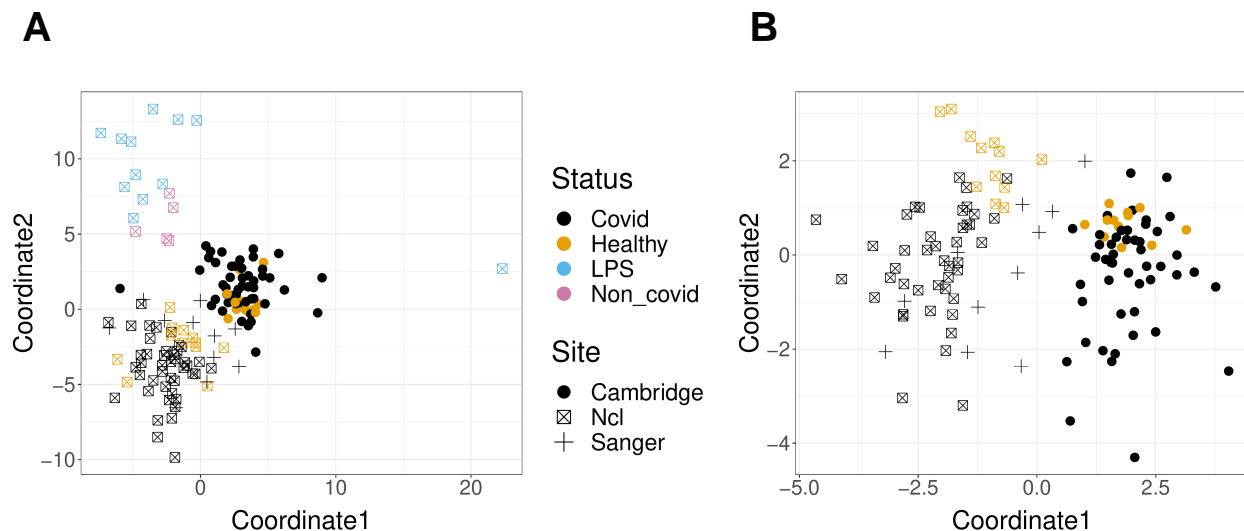 A
B
Coordinate2
10
5
0
−5
−10
0
10
20
Coordinate1
Status
Covid
Healthy
LPS
Non_covid
Site
Cambridge
Ncl
Sanger
Coordinate2
2
0
−2
−4
−5.0
−2.5
0.0
2.5
Coordinate1